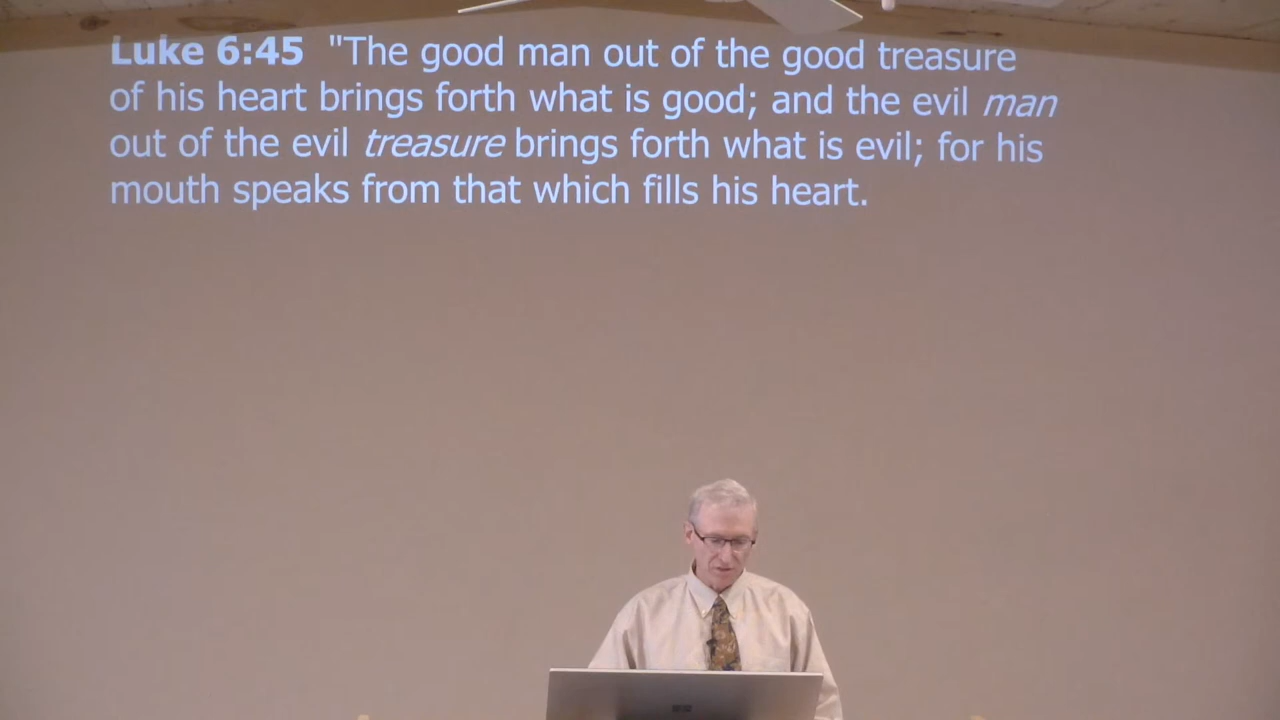 Luke 6:45 "The good man out of the good treasure
of his heart brings forth what is good; and the evil man
out of the evil treasure brings forth what is evil; for his
mouth speaks from that which fills his heart.